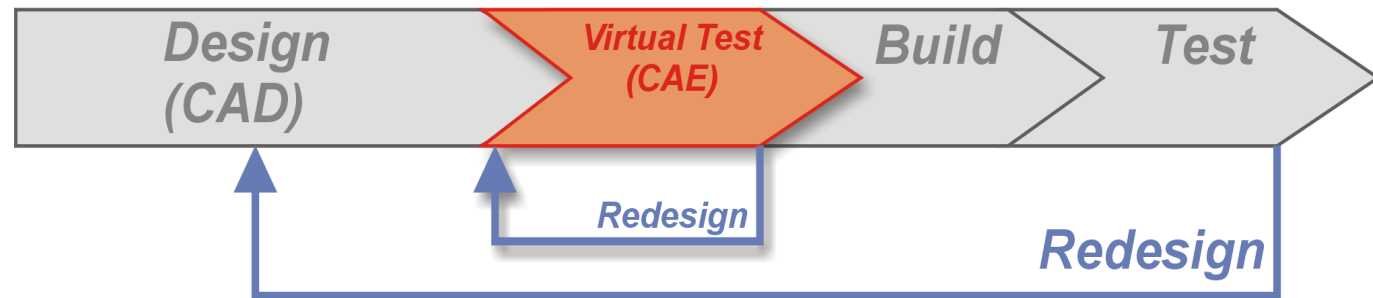 Design
(CAD)
Virtual Test
(CAE)
Build
Test
Redesign
Redesign